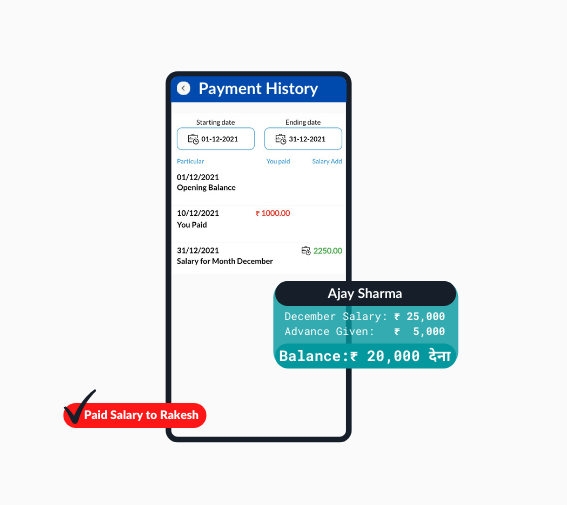 Payment History
Starting date Ending date
01-12-2021 31-12-2021
Particular You paid Salary Add
01/12/2021
Opening Balance
10/12/2021 ₹ 1000.00
You Paid
31/12/2021 2250.00
Salary for Month December
Ajay Sharma
December Salary: ₹ 25,000
Advance Given: ₹ 5,000
Balance:₹ 20,000 देना
Paid Salary to Rakesh